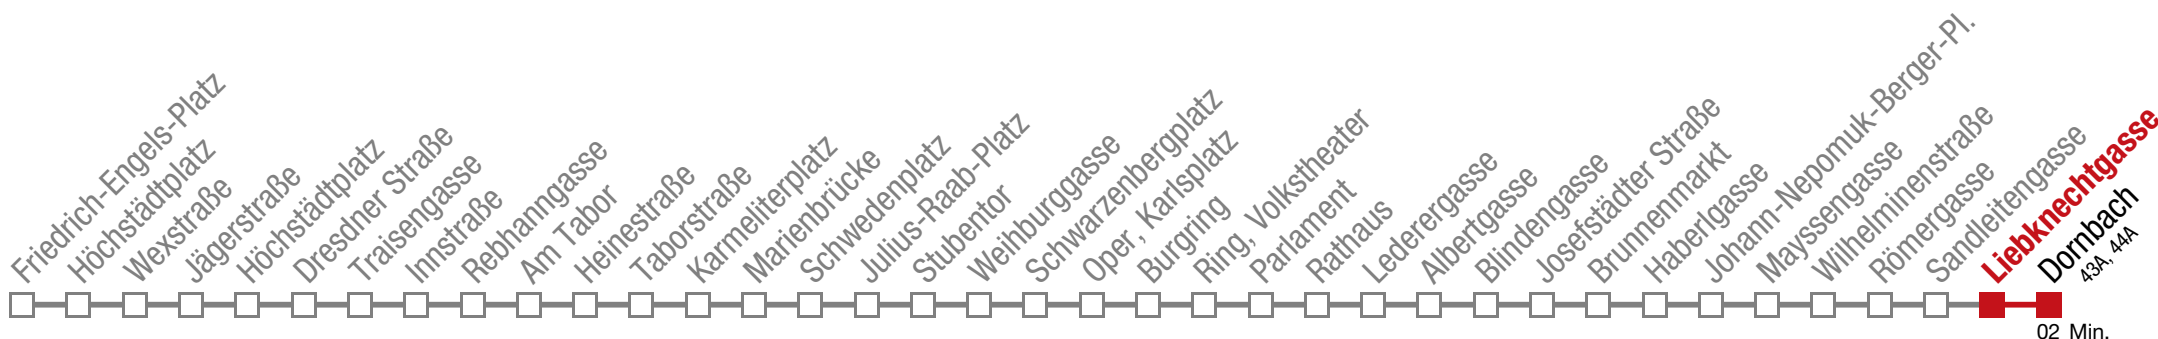 Friedrich-Engels-Platz
Höchstädtplatz
Wexstraße
Jägerstraße
Höchstädtplatz
Dresdner Straße
Traisengasse
Innstraße
Rebhanngasse
Am Tabor
Heinestraße
Taborstraße
Karmeliterplatz
Marienbrücke
Schwedenplatz
Julius-Raab-Platz
Stubentor
Weihburggasse
Schwarzenbergplatz
Oper, Karlsplatz
Burgring
Ring, Volkstheater
Parlament
Rathaus
Lederergasse
Albertgasse
Blindengasse
Josefstädter Straße
Brunnenmarkt
Haberlgasse
Johann-Nepomuk-Berger-Pl.
Mayssengasse
Wilhelminenstraße
Römergasse
Sandleitengasse
Liebknechtgasse
Dornbach
43A, 44A
02 Min.